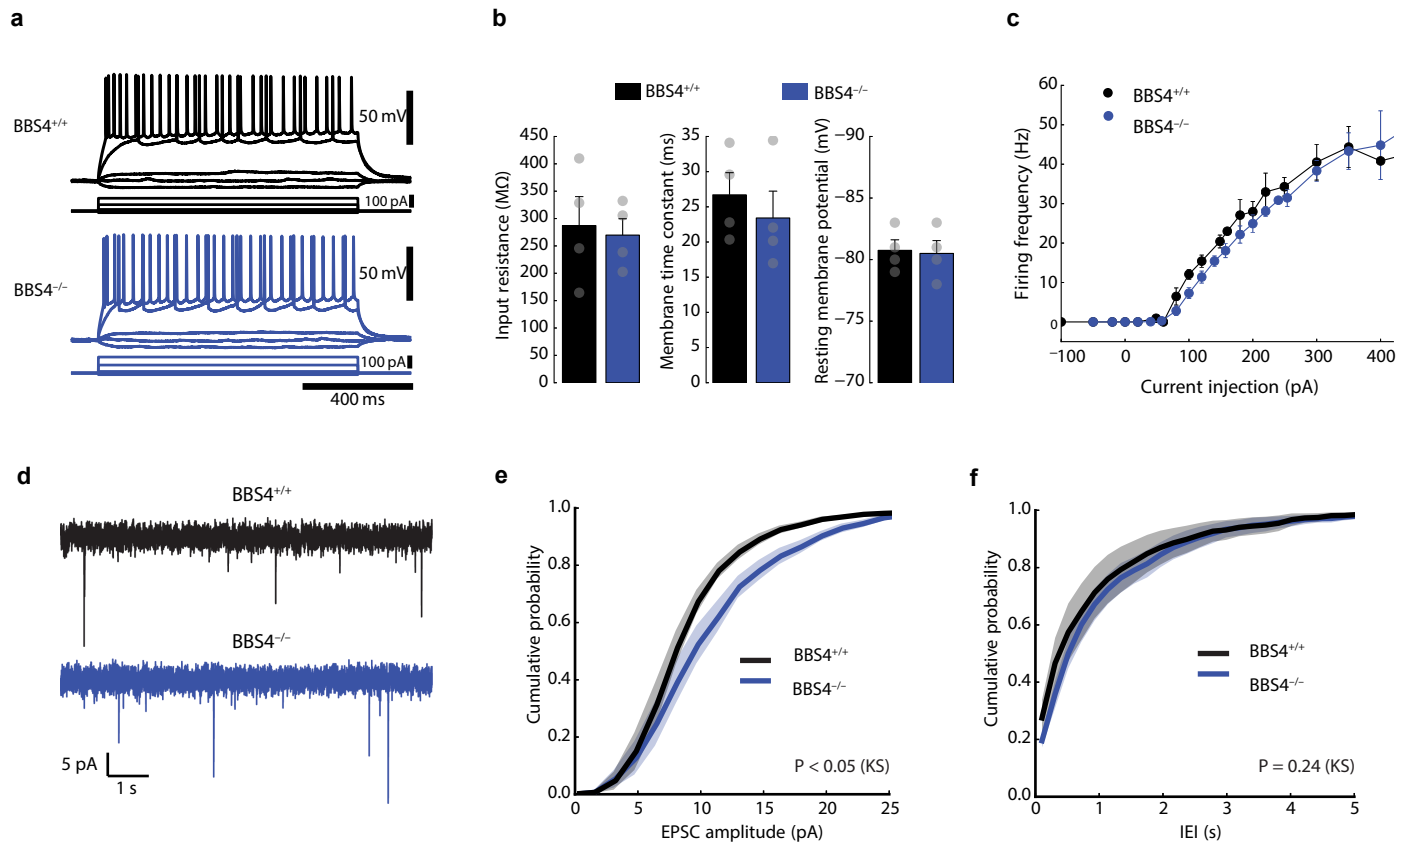 a
BBS4+/+
50 mV
100 pA
BBS4−/−
50 mV
100 pA
400 ms
b
BBS4+/+
BBS4−/−
Input resistance (MΩ)
450
400
350
300
250
200
150
100
50
0
Membrane time constant (ms)
35
30
25
20
15
10
5
0
Resting membrane potential (mV)
−90
−85
−80
−75
−70
c
BBS4+/+
BBS4−/−
Firing frequency (Hz)
60
50
40
30
20
10
0
−100 0 100 200 300 400
Current injection (pA)
d
BBS4+/+
BBS4−/−
5 pA
1 s
e
Cumulative probability
1.0
0.8
0.6
0.4
0.2
0.0
BBS4+/+
BBS4−/−
P < 0.05 (KS)
0 5 10 15 20 25
EPSC amplitude (pA)
f
Cumulative probability
1.0
0.8
0.6
0.4
0.2
0.0
BBS4+/+
BBS4−/−
P = 0.24 (KS)
0 1 2 3 4 5
IEI (s)